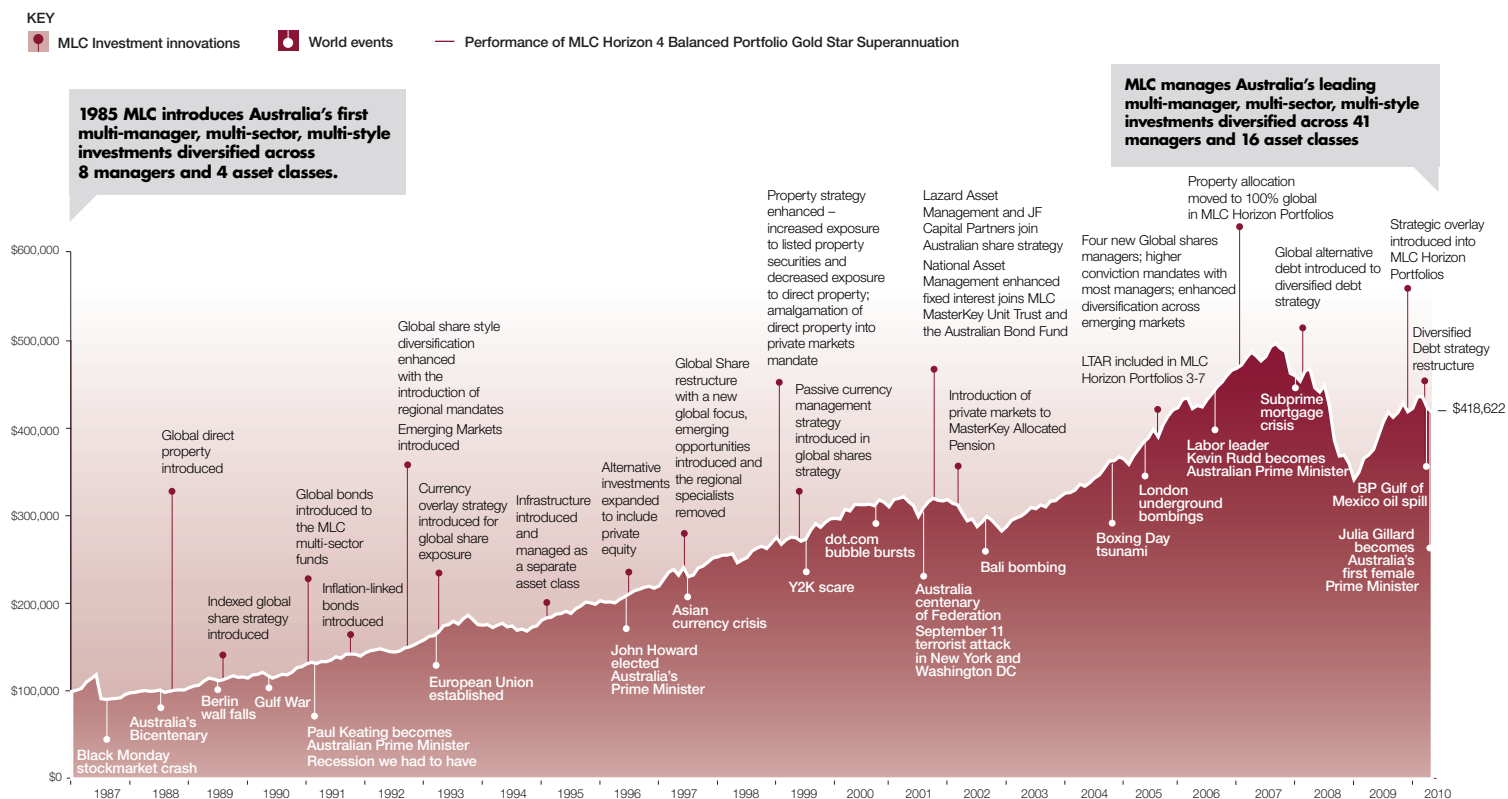 KEY
MLC Investment innovations
World events
Performance of MLC Horizon 4 Balanced Portfolio Gold Star Superannuation
1985 MLC introduces Australia's first
multi-manager, multi-sector, multi-style
investments diversified across
8 managers and 4 asset classes.
MLC manages Australia's leading
multi-manager, multi-sector, multi-style
investments diversified across 41
managers and 16 asset classes
$600,000
$500,000
$400,000
$300,000
$200,000
$100,000
$0
Global direct
property
introduced
Indexed global
share strategy
introduced
Global bonds
introduced to
the MLC
multi-sector
funds
Inflation-linked
bonds
introduced
Global share style
diversification
enhanced
with the
introduction of
regional mandates
Emerging Markets
introduced
Currency
overlay strategy
introduced for
global share
exposure
Infrastructure
introduced
and
managed as
a separate
asset class
Alternative
investments
expanded
to include
private
equity
Global Share
restructure
with a new
global focus,
emerging
opportunities
introduced and
the regional
specialists
removed
Property strategy
enhanced –
increased exposure
to listed property
securities and
decreased exposure
to direct property;
amalgamation of
direct property into
private markets
mandate
Passive currency
management
strategy
introduced in
global shares
strategy
Lazard Asset
Management and JF
Capital Partners join
Australian share strategy
National Asset
Management enhanced
fixed interest joins MLC
MasterKey Unit Trust and
the Australian Bond Fund
Introduction of
private markets to
MasterKey Allocated
Pension
Four new Global shares
managers; higher
conviction mandates with
most managers; enhanced
diversification across
emerging markets
LTAR included in MLC
Horizon Portfolios 3-7
Property allocation
moved to 100% global
in MLC Horizon Portfolios
Global alternative
debt introduced to
diversified debt
strategy
Strategic overlay
introduced into
MLC Horizon
Portfolios
Diversified
Debt strategy
restructure
$418,622
Black Monday
stockmarket crash
Australia's
Bicentenary
Berlin
wall falls
Gulf War
Paul Keating becomes
Australian Prime Minister
Recession we had to have
European Union
established
John Howard
elected
Australia's
Prime Minister
Asian
currency crisis
Y2K scare
dot.com
bubble bursts
Australia
centenary
of Federation
September 11
terrorist attack
in New York and
Washington DC
Bali bombing
Boxing Day
tsunami
London
underground
bombings
Labor leader
Kevin Rudd becomes
Australian Prime Minister
Subprime
mortgage
crisis
BP Gulf of
Mexico oil spill
Julia Gillard
becomes
Australia's
first female
Prime Minister
1987
1988
1989
1990
1991
1992
1993
1994
1995
1996
1997
1998
1999
2000
2001
2002
2003
2004
2005
2006
2007
2008
2009
2010